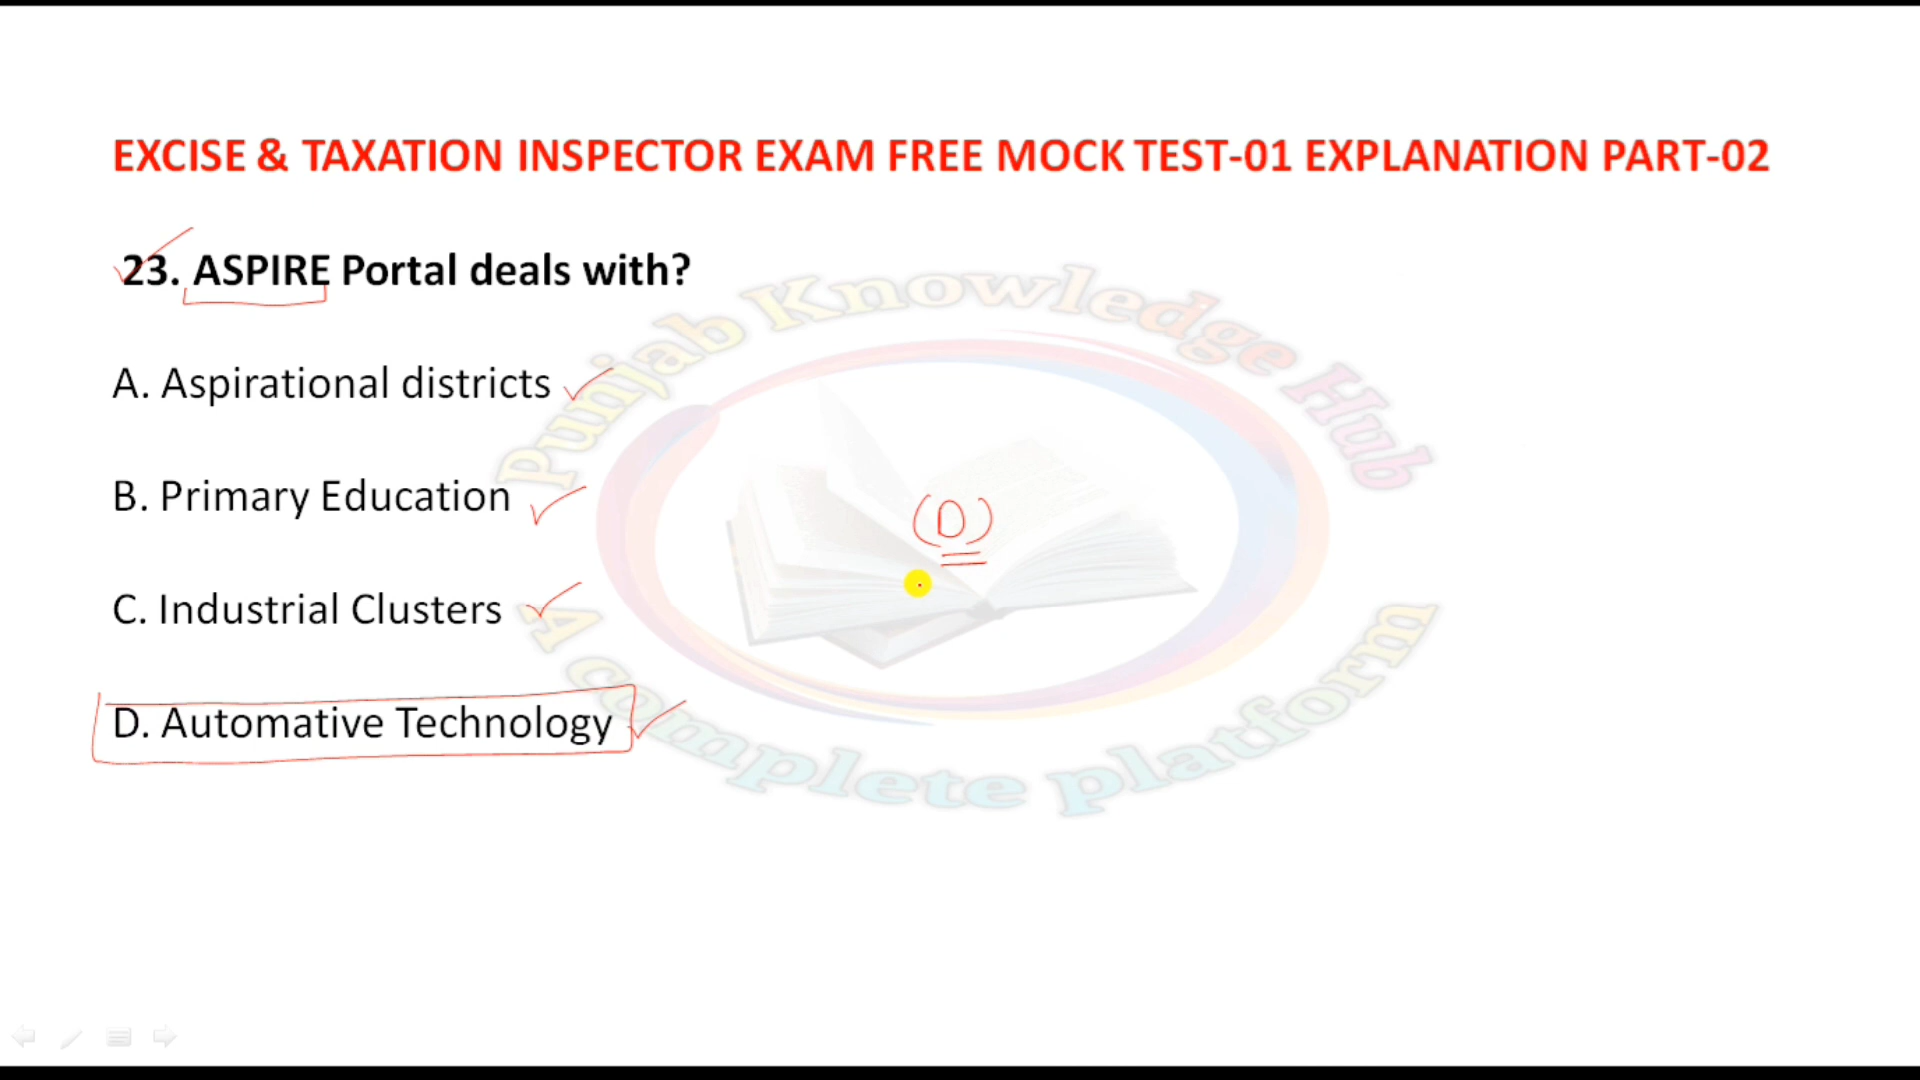 EXCISE & TAXATION INSPECTOR EXAM FREE MOCK TEST-01 EXPLANATION PART-02
23. ASPIRE Portal deals with?
Punjab Knowledge Hub
A. Aspirational districts
B. Primary Education
(D)
C. Industrial Clusters
D. Automative Technology
A complete platform